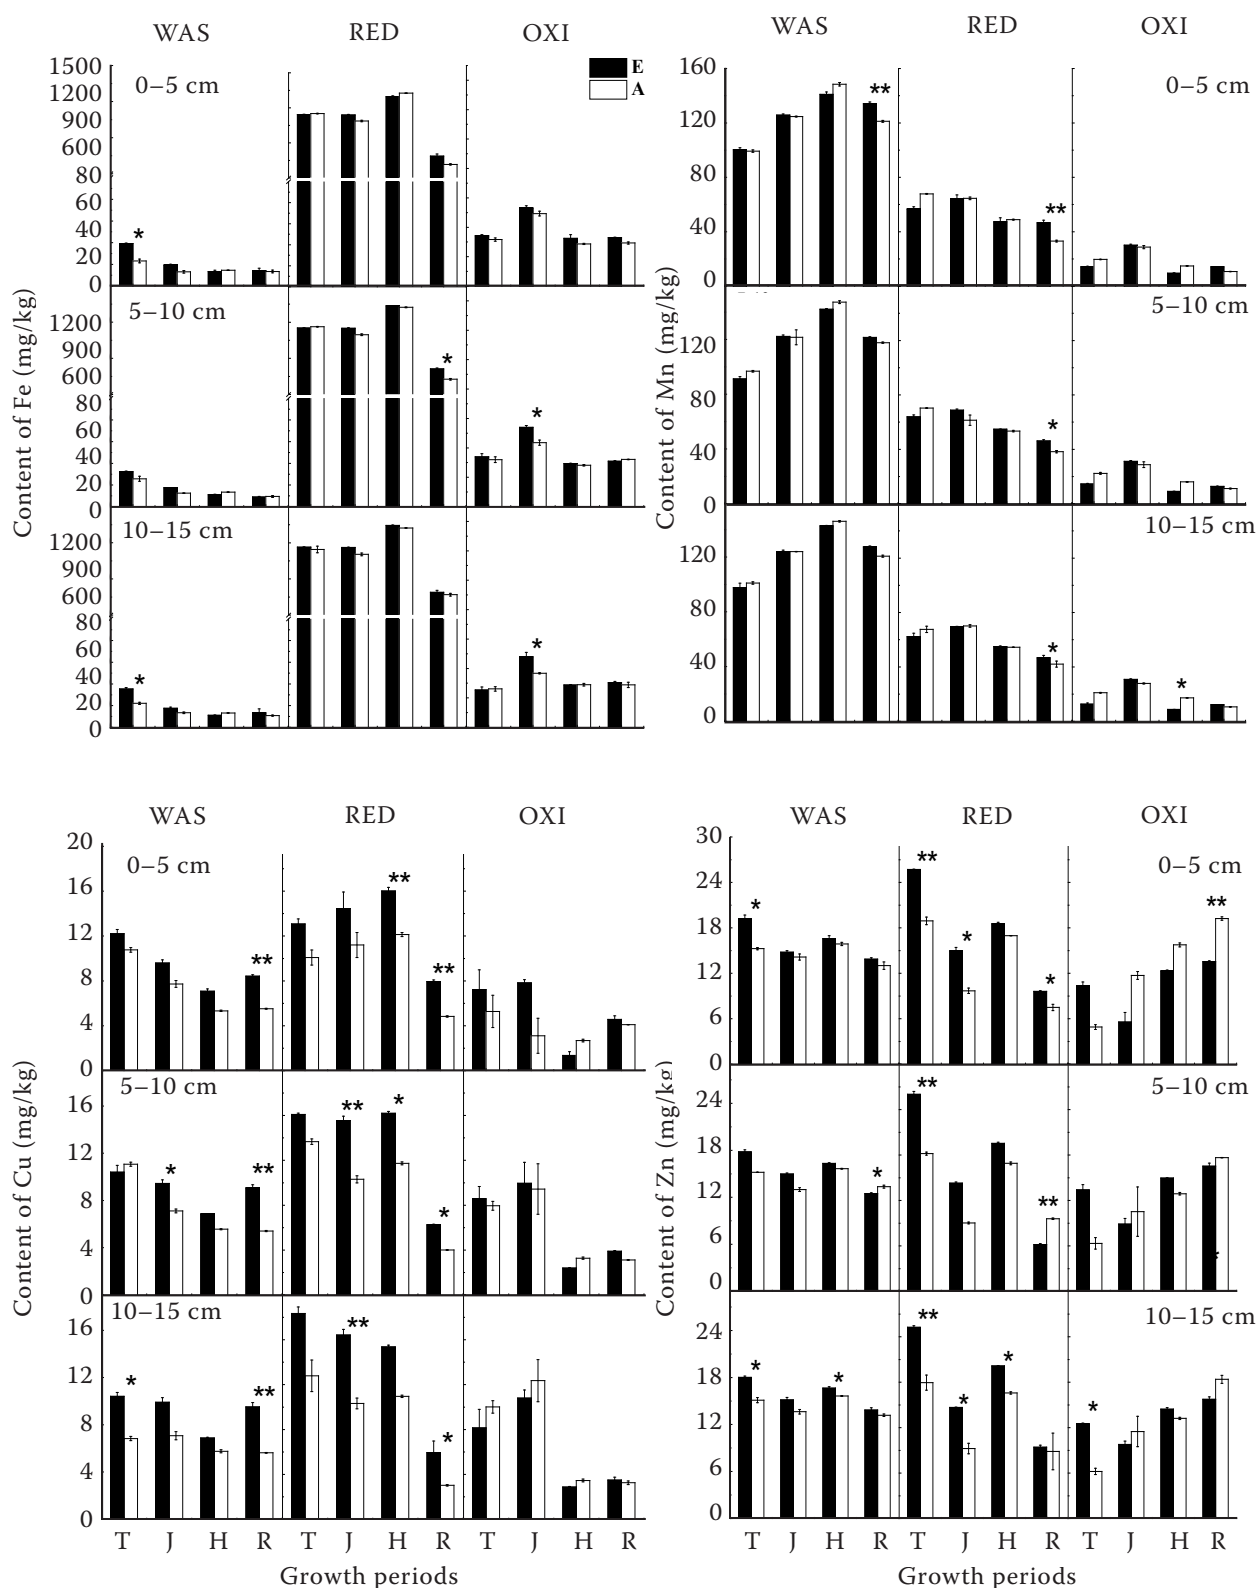 WAS RED OXI
E
A
0–5 cm
1500
1200
900
600
80
60
40
20
0
5–10 cm
1200
900
600
80
60
40
20
0
10–15 cm
1200
900
600
80
60
40
20
0
Content of Fe (mg/kg)
* * * * *
WAS RED OXI
0–5 cm
160
120
80
40
0
** **
5–10 cm
120
80
40
0
*
10–15 cm
120
80
40
0
* *
Content of Mn (mg/kg)
WAS RED OXI
0–5 cm
20
16
12
8
4
0
** ** **
5–10 cm
16
12
8
4
0
* ** ** * *
10–15 cm
16
12
8
4
0
* ** ** *
Content of Cu (mg/kg)
T J H R T J H R T J H R
Growth periods
WAS RED OXI
0–5 cm
30
24
18
12
6
0
* ** * * **
5–10 cm
24
18
12
6
0
* ** ** *
10–15 cm
24
18
12
6
0
* * ** * * *
Content of Zn (mg/kg)
T J H R T J H R T J H R
Growth periods